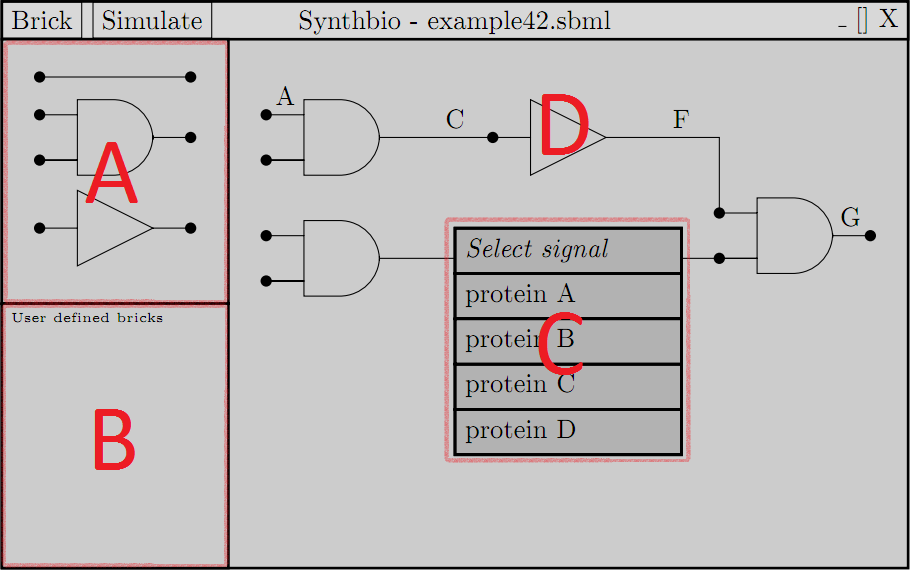 Brick Simulate Synthbio - example42.sbml _ [] X
A
C
D
F
A
G
Select signal
protein A
User defined bricks
protein B
C
protein C
B
protein D